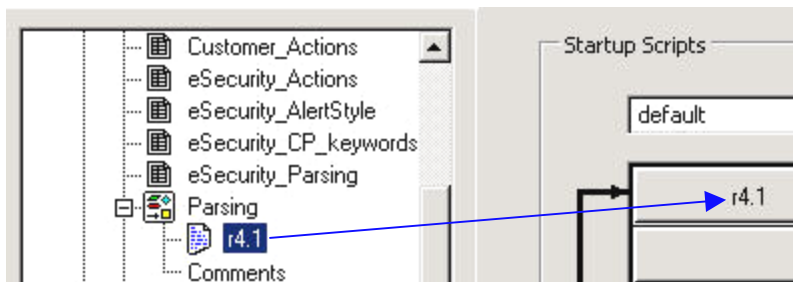 Customer_Actions
eSecurity_Actions
eSecurity_AlertStyle
eSecurity_CP_keywords
eSecurity_Parsing
Parsing
r4.1
Comments
Startup Scripts
default
r4.1